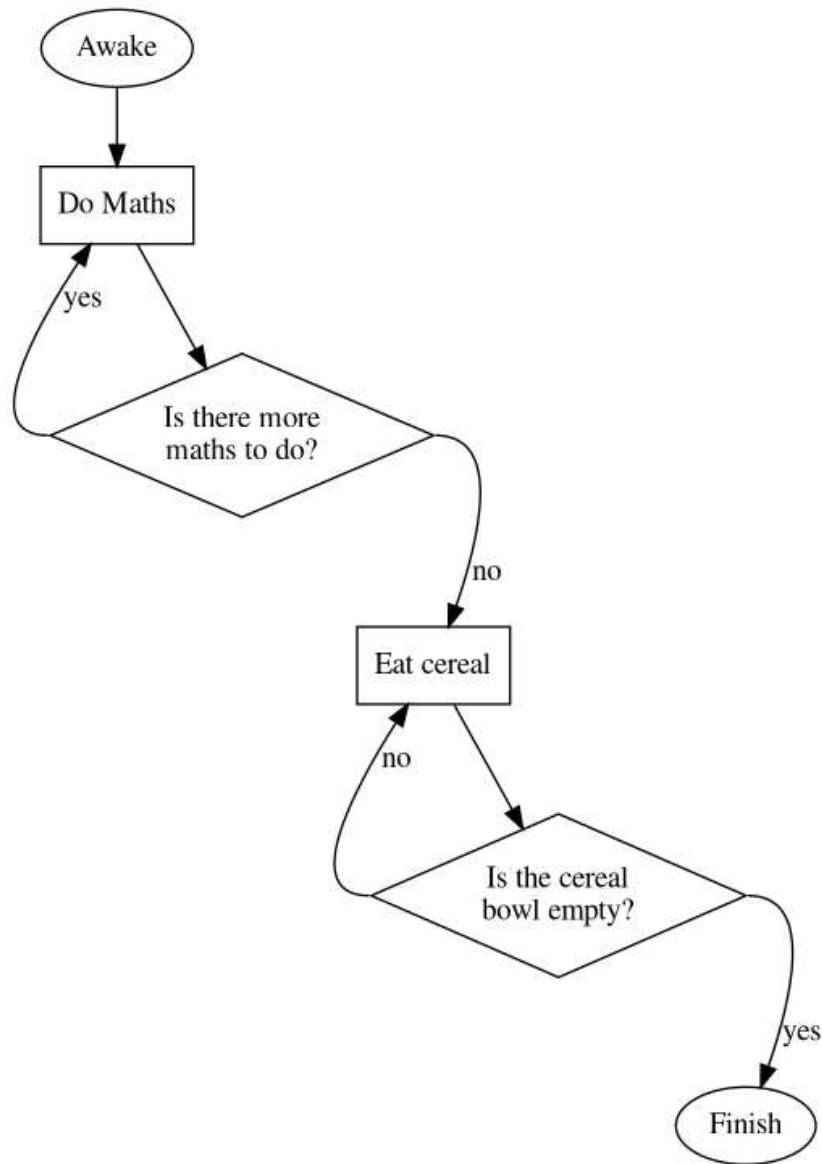 Awake
Do Maths
yes
Is there more
maths to do?
no
Eat cereal
no
Is the cereal
bowl empty?
yes
Finish